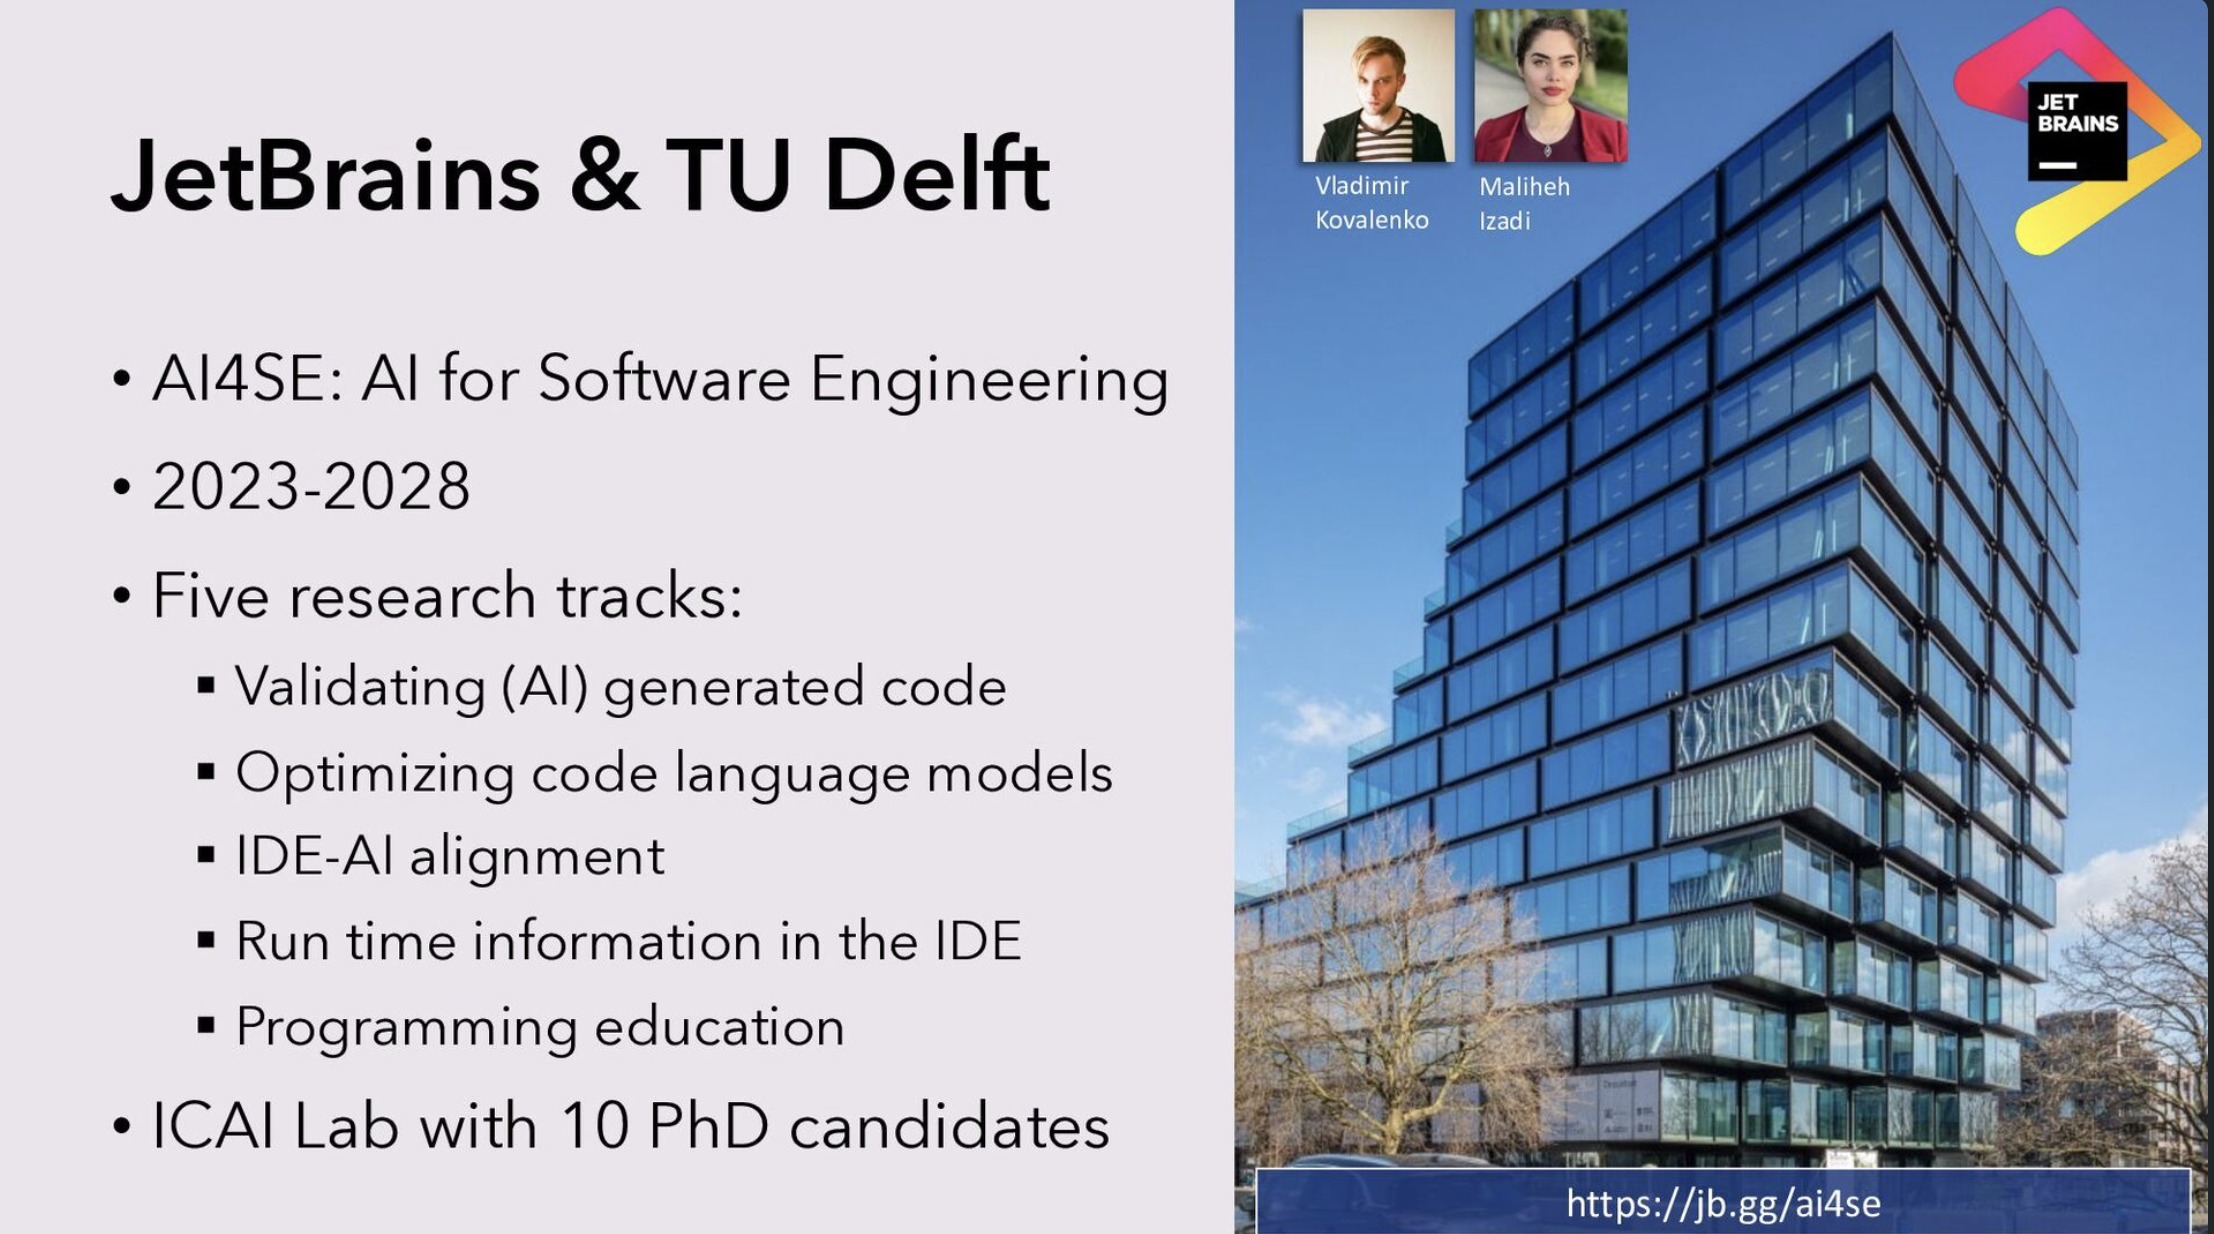 JetBrains & TU Delft
• AI4SE: AI for Software Engineering
• 2023-2028
• Five research tracks:
▪ Validating (AI) generated code
▪ Optimizing code language models
▪ IDE-AI alignment
▪ Run time information in the IDE
▪ Programming education
• ICAI Lab with 10 PhD candidates
Vladimir
Kovalenko
Maliheh
Izadi
JET
BRAINS
https://jb.gg/ai4se